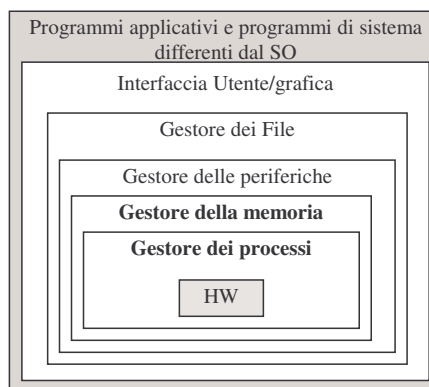 Programmi applicativi e programmi di sistema
differenti dal SO
Interfaccia Utente/grafica
Gestore dei File
Gestore delle periferiche
Gestore della memoria
Gestore dei processi
HW